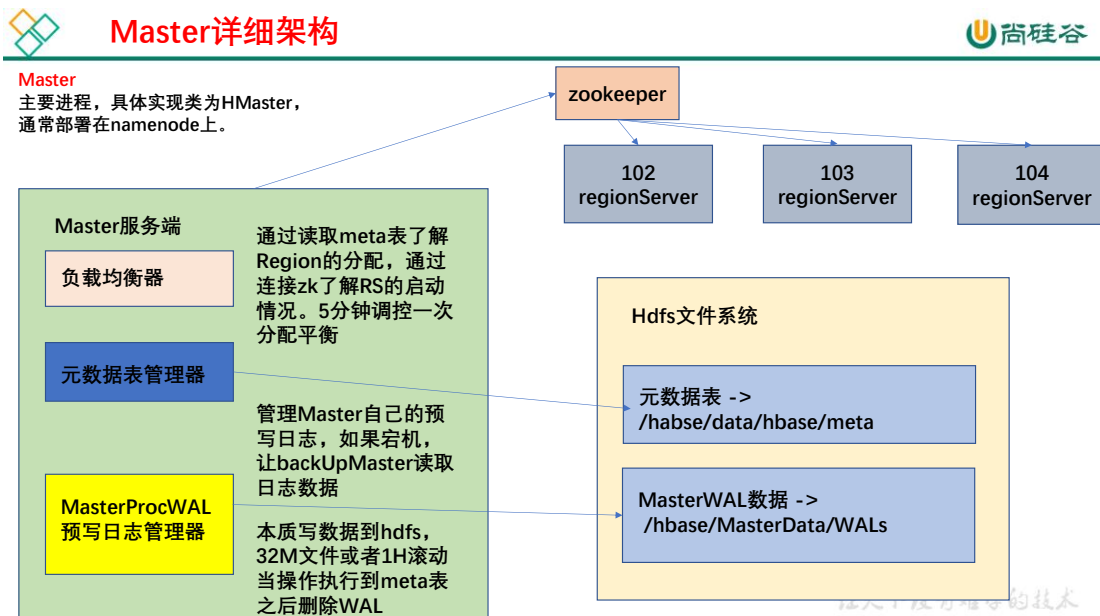 Master详细架构
尚硅谷
Master
主要进程，具体实现类为HMaster，
通常部署在namenode上。
zookeeper
102
regionServer
103
regionServer
104
regionServer
Master服务端
负载均衡器
通过读取meta表了解
Region的分配，通过
连接zk了解RS的启动
情况。5分钟调控一次
分配平衡
元数据表管理器
管理Master自己的预
写日志，如果宕机，
让backUpMaster读取
日志数据
MasterProcWAL
预写日志管理器
本质写数据到hdfs，
32M文件或者1H滚动
当操作执行到meta表
之后删除WAL
Hdfs文件系统
元数据表 ->
/habse/data/hbase/meta
MasterWAL数据 ->
/hbase/MasterData/WALs
的技术